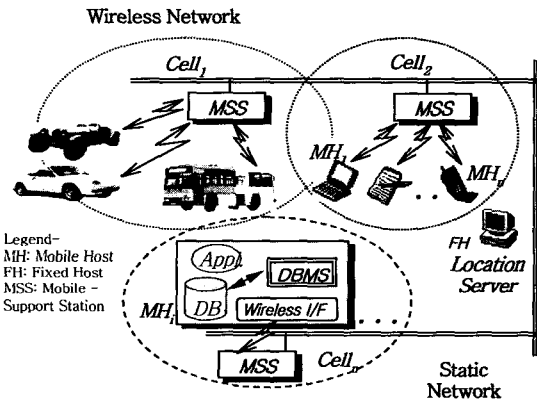 Wireless Network
Cell1
Cell2
MSS
MSS
MH1
MHn
FH
Location
Server
Legend-
MH: Mobile Host
FH: Fixed Host
MSS: Mobile -
Support Station
Appl.
DBMS
DB
Wireless I/F
MHi
. . . .
MSS
Celln
Static
Network